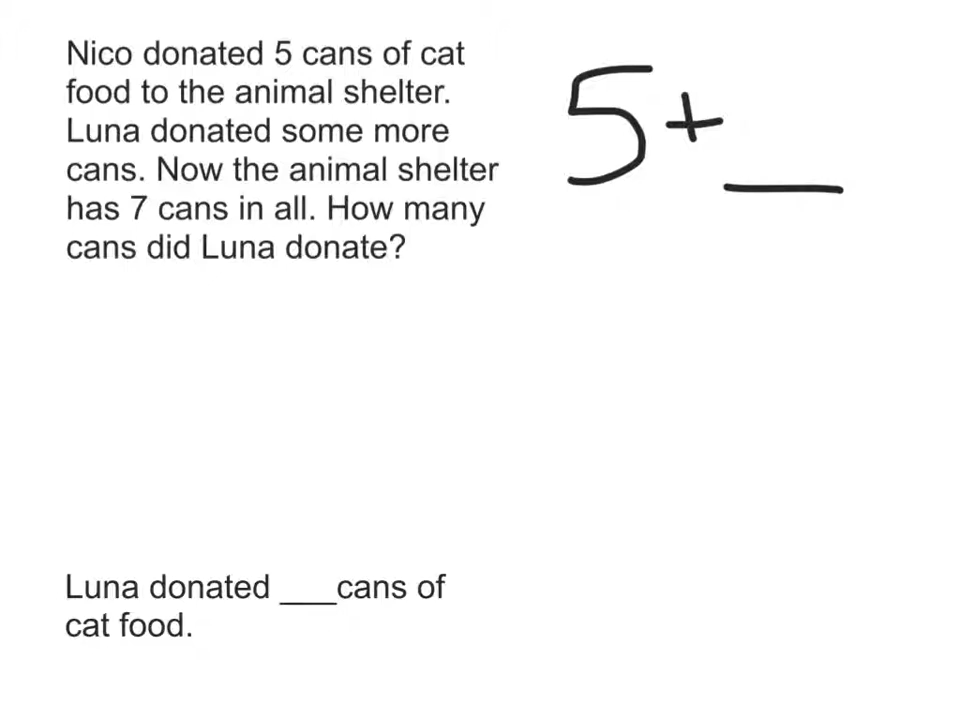 Nico donated 5 cans of cat
food to the animal shelter.
Luna donated some more
cans. Now the animal shelter
has 7 cans in all. How many
cans did Luna donate?
5 + __
Luna donated ___cans of
cat food.